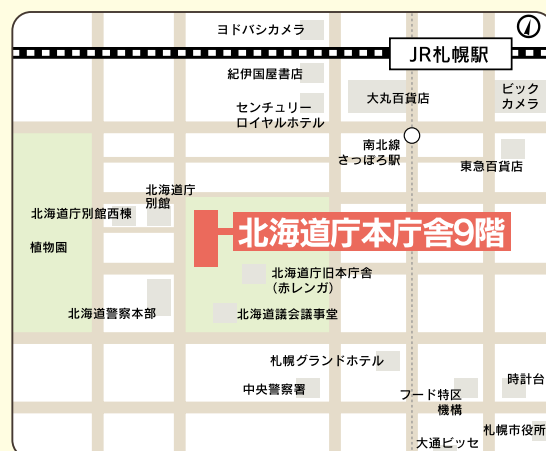 ヨドバシカメラ
JR札幌駅
紀伊国屋書店
大丸百貨店
ビック
カメラ
センチュリー
ロイヤルホテル
南北線
さっぽろ駅
東急百貨店
北海道庁
別館
北海道庁別館西棟
植物園
北海道庁本庁舎9階
北海道庁旧本庁舎
(赤レンガ)
北海道警察本部
北海道議会議事堂
札幌グランドホテル
中央警察署
フード特区
機構
時計台
札幌市役所
大通ビッセ